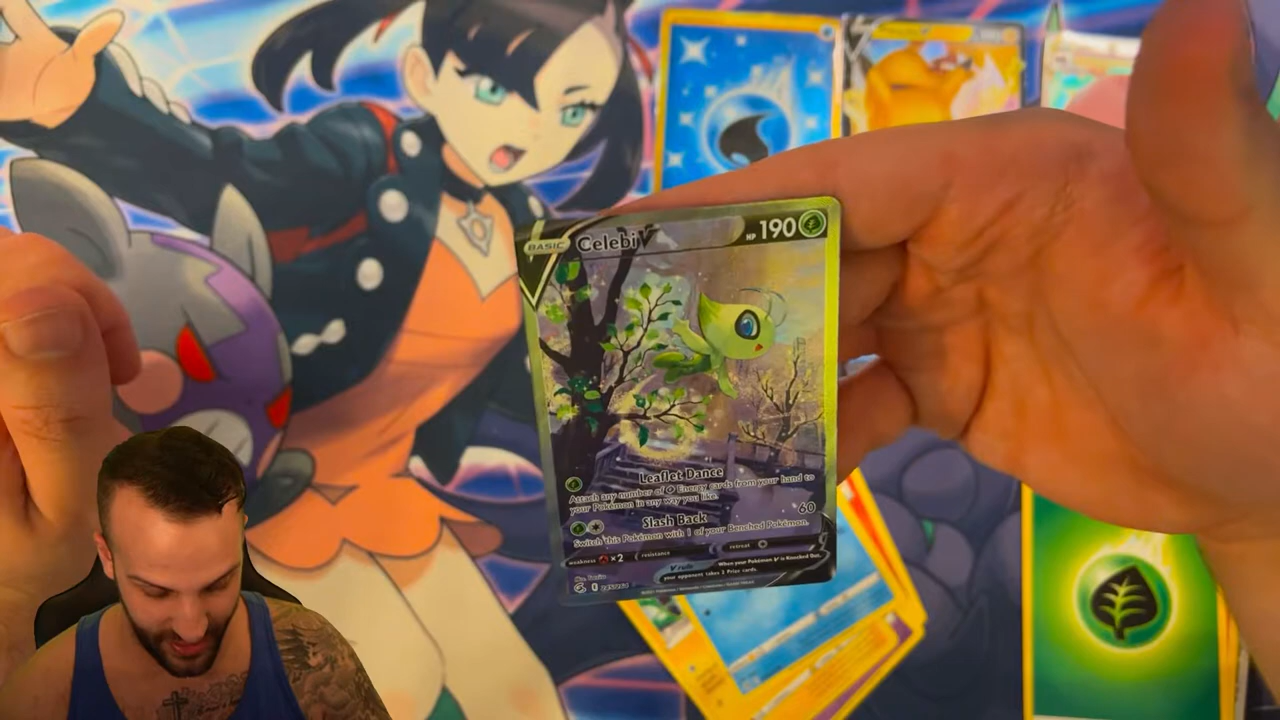 BASIC
Celebi V
HP 190
Leaflet Dance
Attach any number of Energy cards from your hand to
your Pokémon in any way you like.
Slash Back 60
Switch this Pokémon with 1 of your Benched Pokémon.
weakness ×2 resistance retreat
V rule When your Pokémon V is Knocked Out,
your opponent takes 2 Prize cards.
245/264